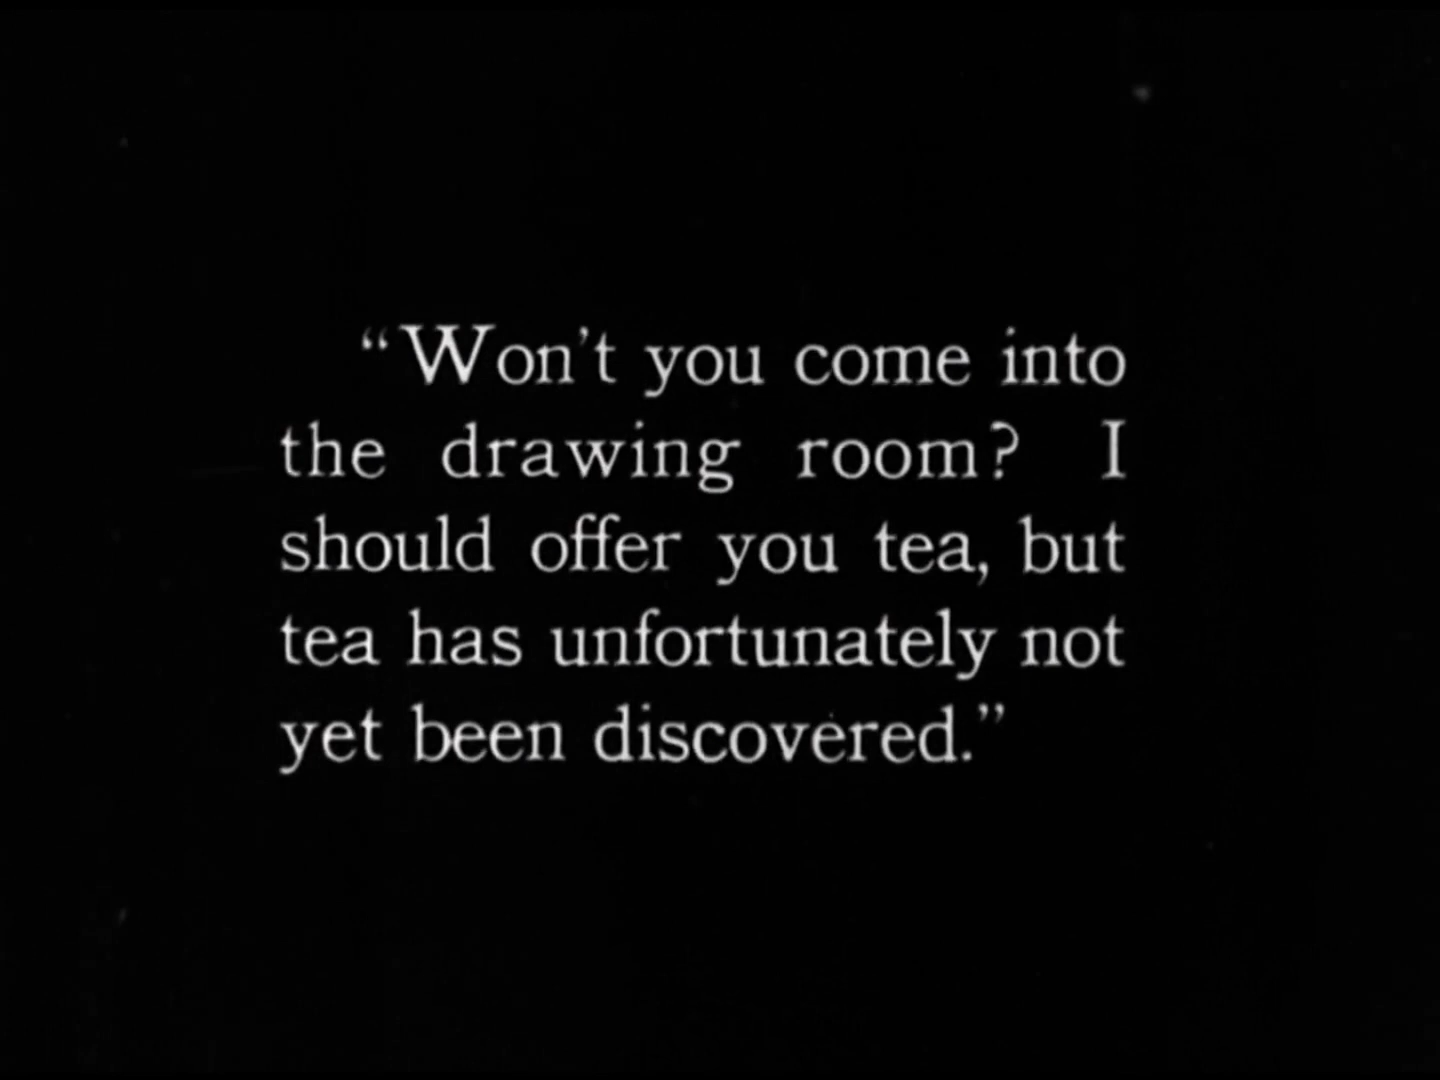 “Won’t you come into
the drawing room? I
should offer you tea, but
tea has unfortunately not
yet been discovered.”